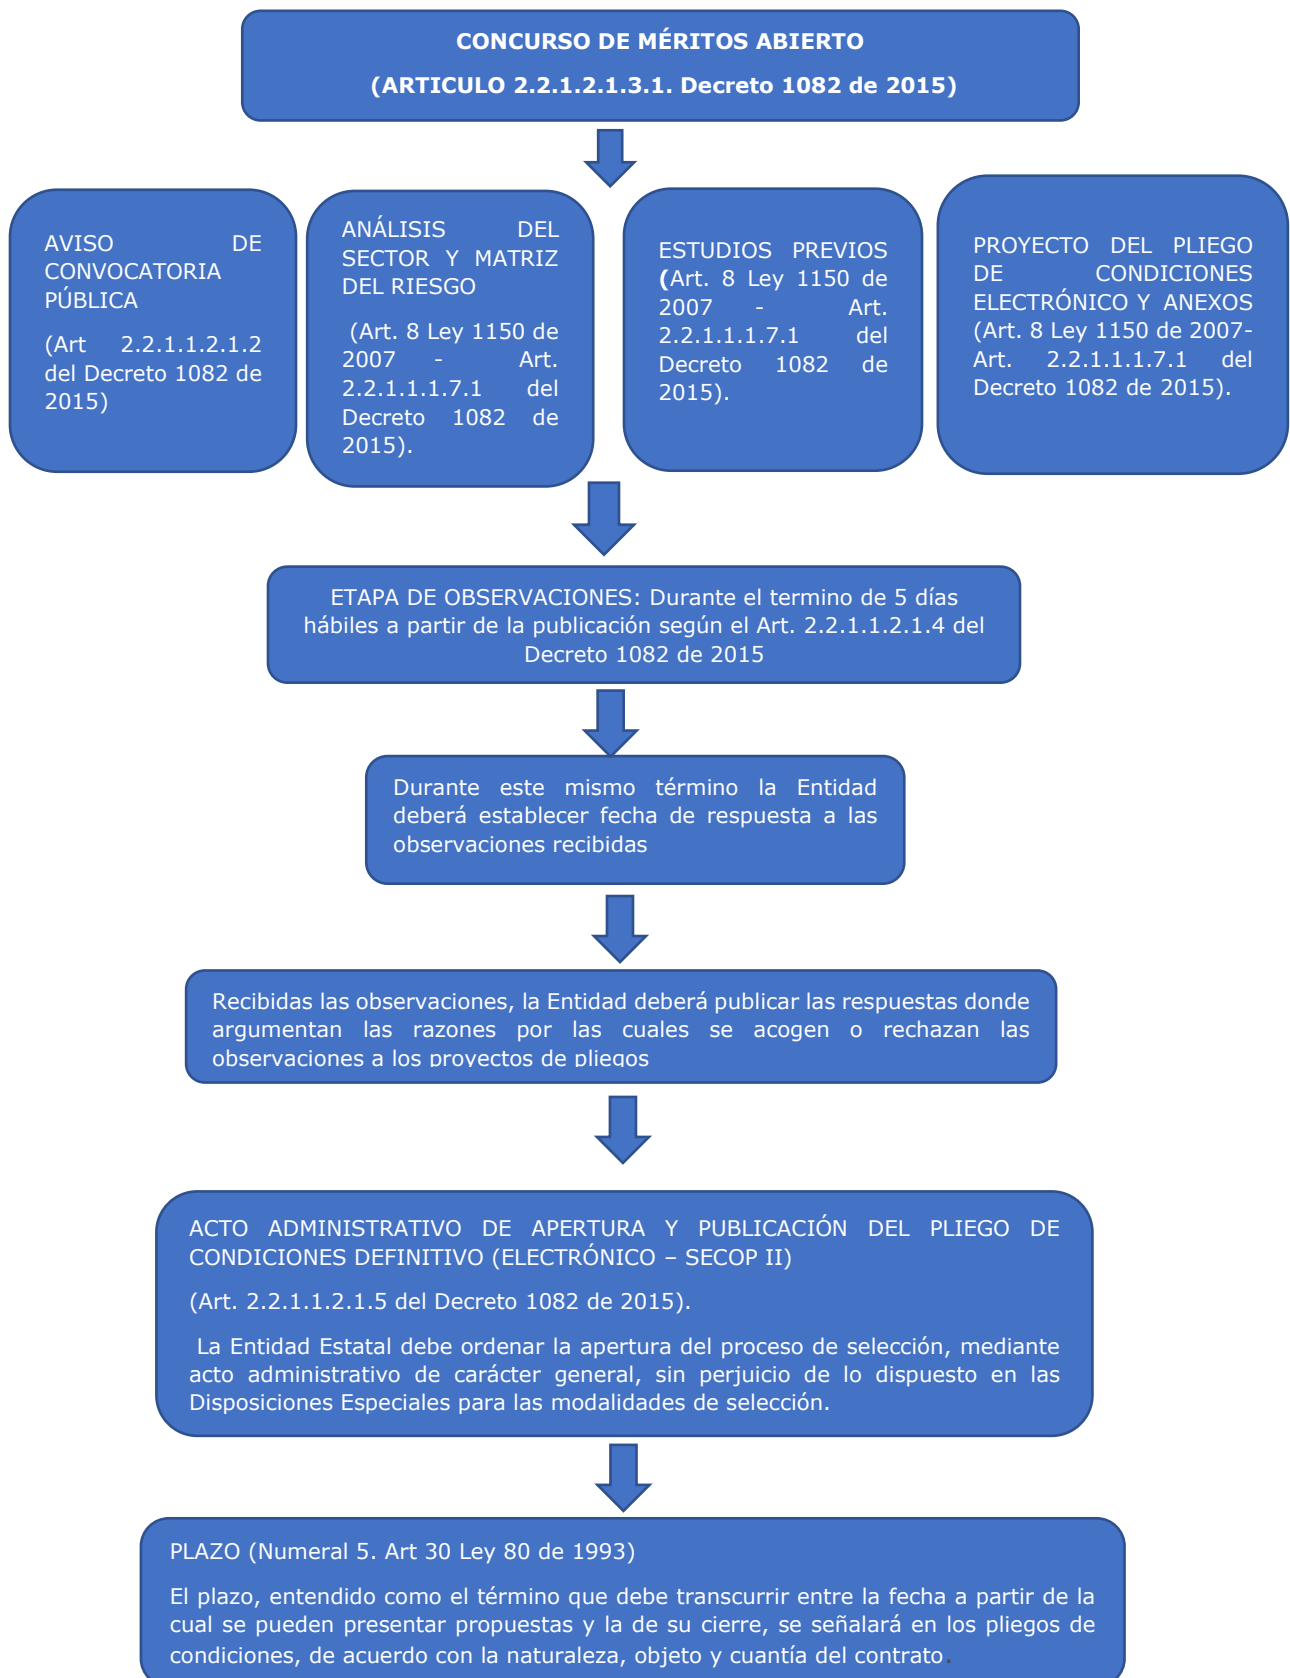 CONCURSO DE MÉRITOS ABIERTO
(ARTICULO 2.2.1.2.1.3.1. Decreto 1082 de 2015)
AVISO DE
CONVOCATORIA
PÚBLICA
(Art 2.2.1.1.2.1.2
del Decreto 1082 de
2015)
ANÁLISIS DEL
SECTOR Y MATRIZ
DEL RIESGO
(Art. 8 Ley 1150 de
2007 - Art.
2.2.1.1.1.7.1 del
Decreto 1082 de
2015).
ESTUDIOS PREVIOS
(Art. 8 Ley 1150 de
2007 - Art.
2.2.1.1.1.7.1 del
Decreto 1082 de
2015).
PROYECTO DEL PLIEGO
DE CONDICIONES
ELECTRÓNICO Y ANEXOS
(Art. 8 Ley 1150 de 2007-
Art. 2.2.1.1.1.7.1 del
Decreto 1082 de 2015).
ETAPA DE OBSERVACIONES: Durante el termino de 5 días
hábiles a partir de la publicación según el Art. 2.2.1.1.2.1.4 del
Decreto 1082 de 2015
Durante este mismo término la Entidad
deberá establecer fecha de respuesta a las
observaciones recibidas
Recibidas las observaciones, la Entidad deberá publicar las respuestas donde
argumentan las razones por las cuales se acogen o rechazan las
observaciones a los proyectos de pliegos
ACTO ADMINISTRATIVO DE APERTURA Y PUBLICACIÓN DEL PLIEGO DE
CONDICIONES DEFINITIVO (ELECTRÓNICO – SECOP II)
(Art. 2.2.1.1.2.1.5 del Decreto 1082 de 2015).
La Entidad Estatal debe ordenar la apertura del proceso de selección, mediante
acto administrativo de carácter general, sin perjuicio de lo dispuesto en las
Disposiciones Especiales para las modalidades de selección.
PLAZO (Numeral 5. Art 30 Ley 80 de 1993)
El plazo, entendido como el término que debe transcurrir entre la fecha a partir de la
cual se pueden presentar propuestas y la de su cierre, se señalará en los pliegos de
condiciones, de acuerdo con la naturaleza, objeto y cuantía del contrato.